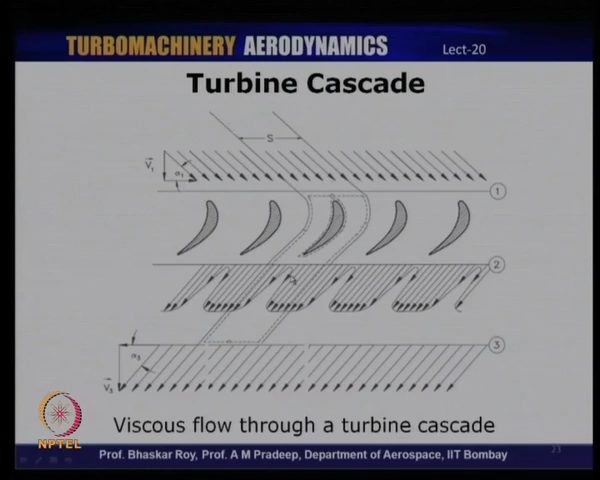 TURBOMACHINERY AERODYNAMICS Lect-20
Turbine Cascade
S
V₁ α₁
1
2
3
α₃
V₃
Viscous flow through a turbine cascade
NPTEL
Prof. Bhaskar Roy, Prof. A M Pradeep, Department of Aerospace, IIT Bombay 23